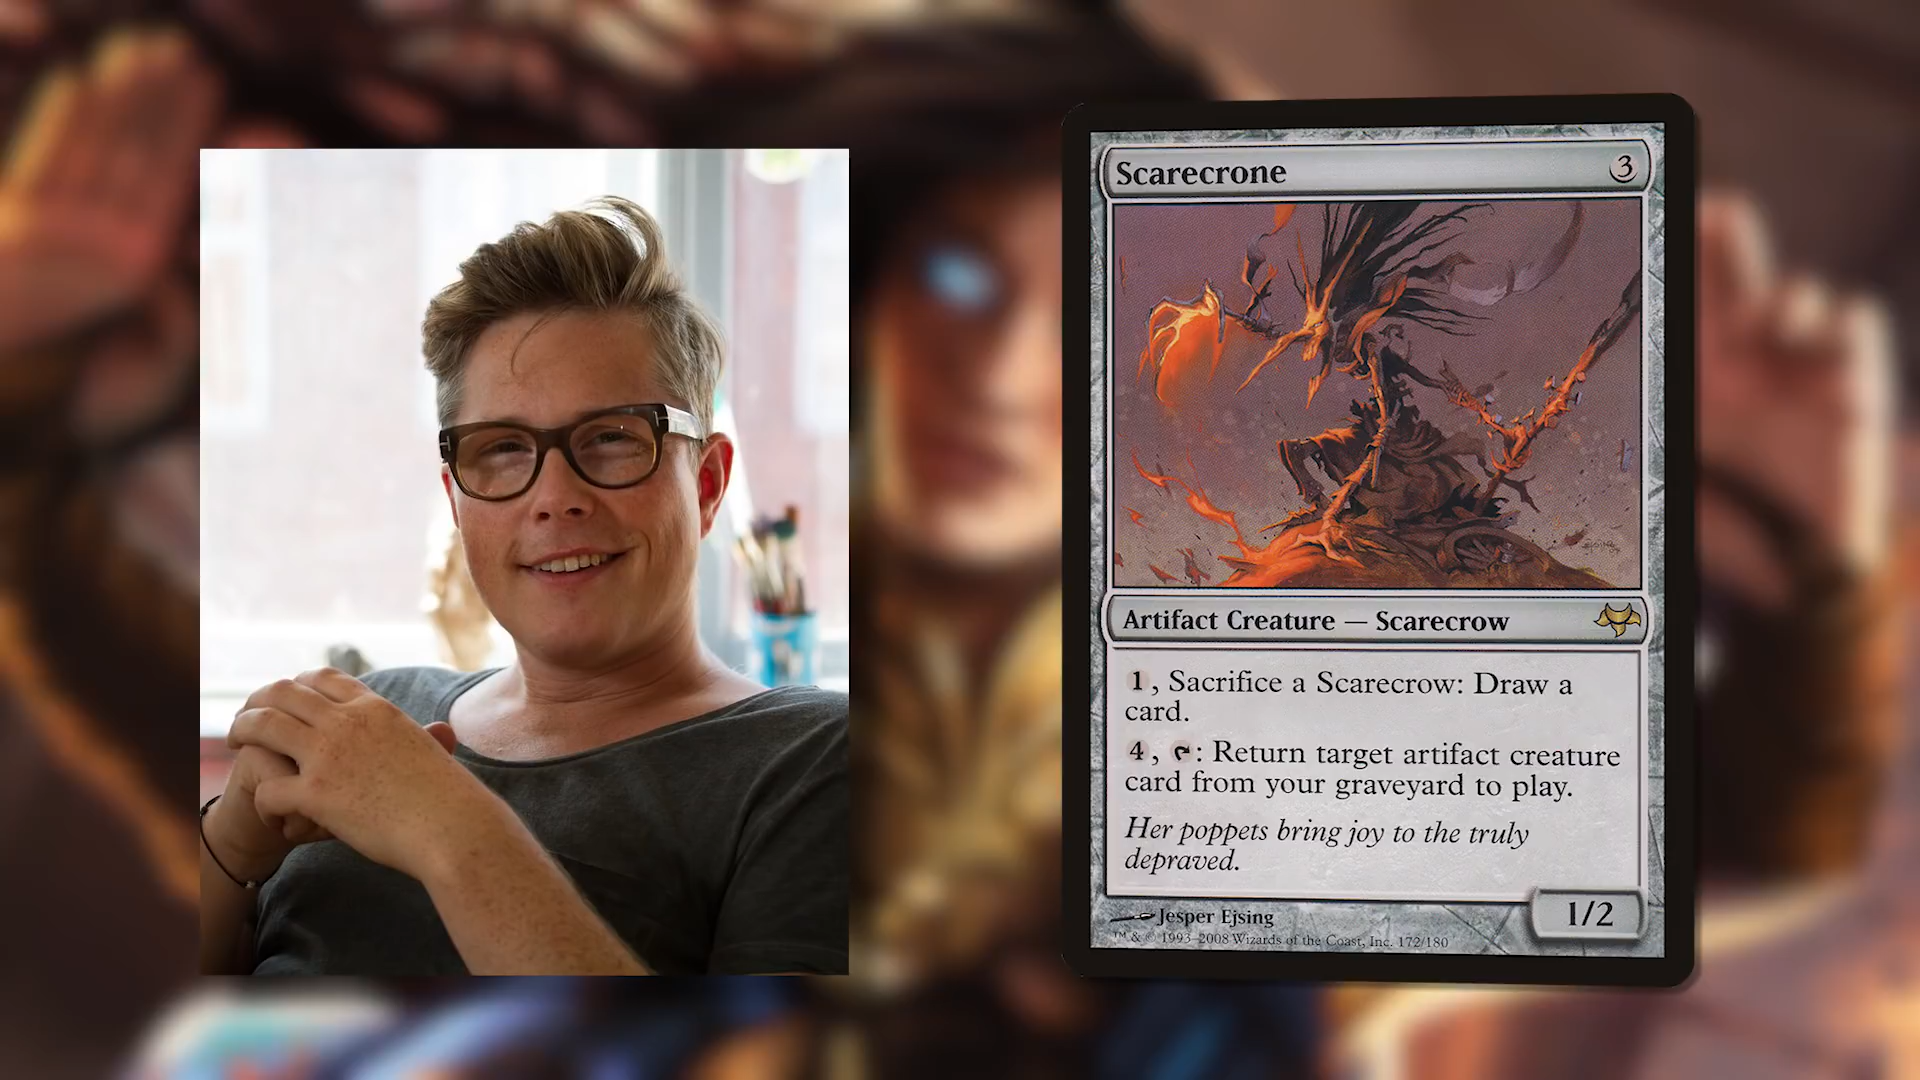 Scarecrone 3
Artifact Creature — Scarecrow
1, Sacrifice a Scarecrow: Draw a
card.
4, : Return target artifact creature
card from your graveyard to play.
Her poppets bring joy to the truly
depraved.
Jesper Ejsing
1/2
™ & © 1993–2008 Wizards of the Coast, Inc. 172/180